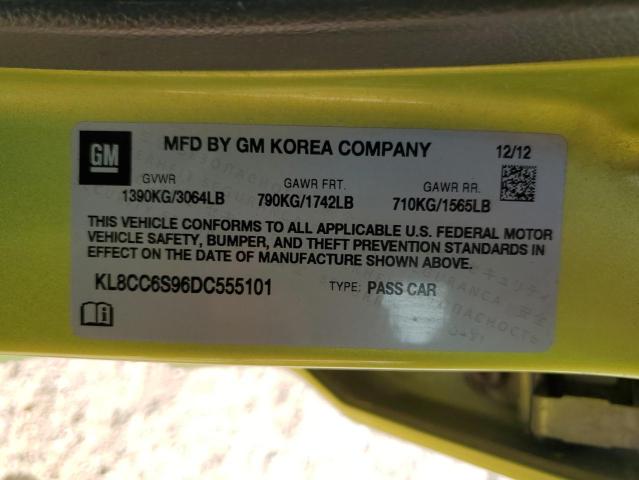 GM
MFD BY GM KOREA COMPANY 12/12
GVWR GAWR FRT. GAWR RR.
1390KG/3064LB 790KG/1742LB 710KG/1565LB
THIS VEHICLE CONFORMS TO ALL APPLICABLE U.S. FEDERAL MOTOR
VEHICLE SAFETY, BUMPER, AND THEFT PREVENTION STANDARDS IN
EFFECT ON THE DATE OF MANUFACTURE SHOWN ABOVE.
KL8CC6S96DC555101 TYPE: PASS CAR